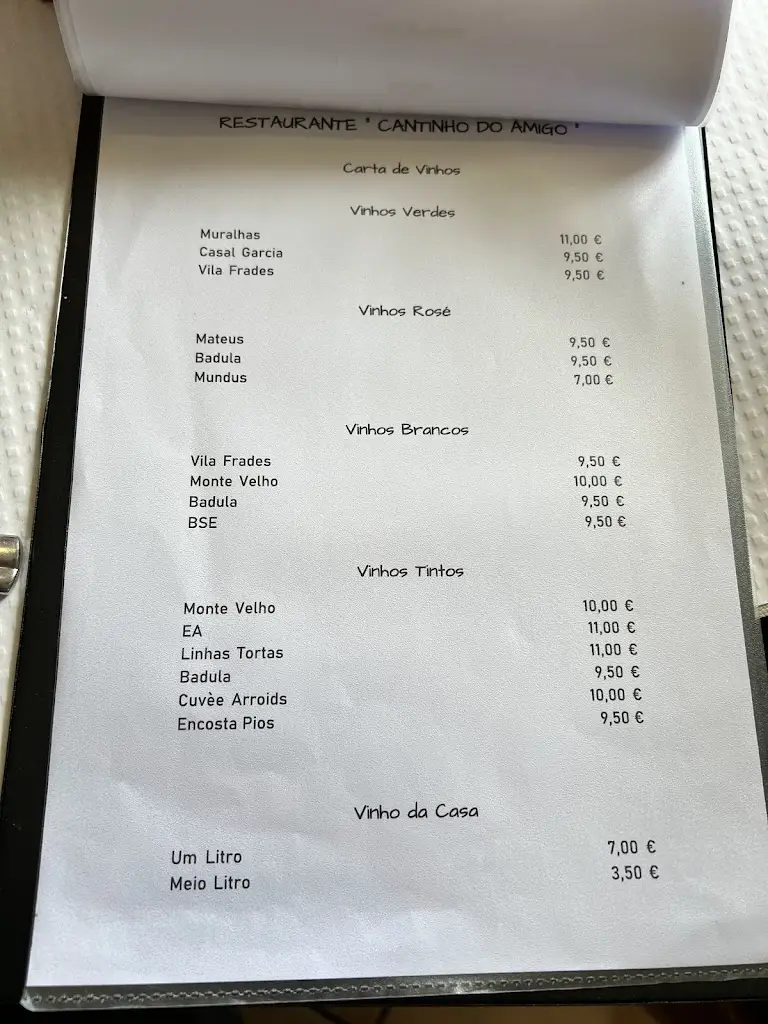 RESTAURANTE " CANTINHO DO AMIGO "
Carta de Vinhos
Vinhos Verdes
Muralhas 11,00 €
Casal Garcia 9,50 €
Vila Frades 9,50 €
Vinhos Rosé
Mateus 9,50 €
Badula 9,50 €
Mundus 7,00 €
Vinhos Brancos
Vila Frades 9,50 €
Monte Velho 10,00 €
Badula 9,50 €
BSE 9,50 €
Vinhos Tintos
Monte Velho 10,00 €
EA 11,00 €
Linhas Tortas 11,00 €
Badula 9,50 €
Cuvèe Arroids 10,00 €
Encosta Pios 9,50 €
Vinho da Casa
Um Litro 7,00 €
Meio Litro 3,50 €